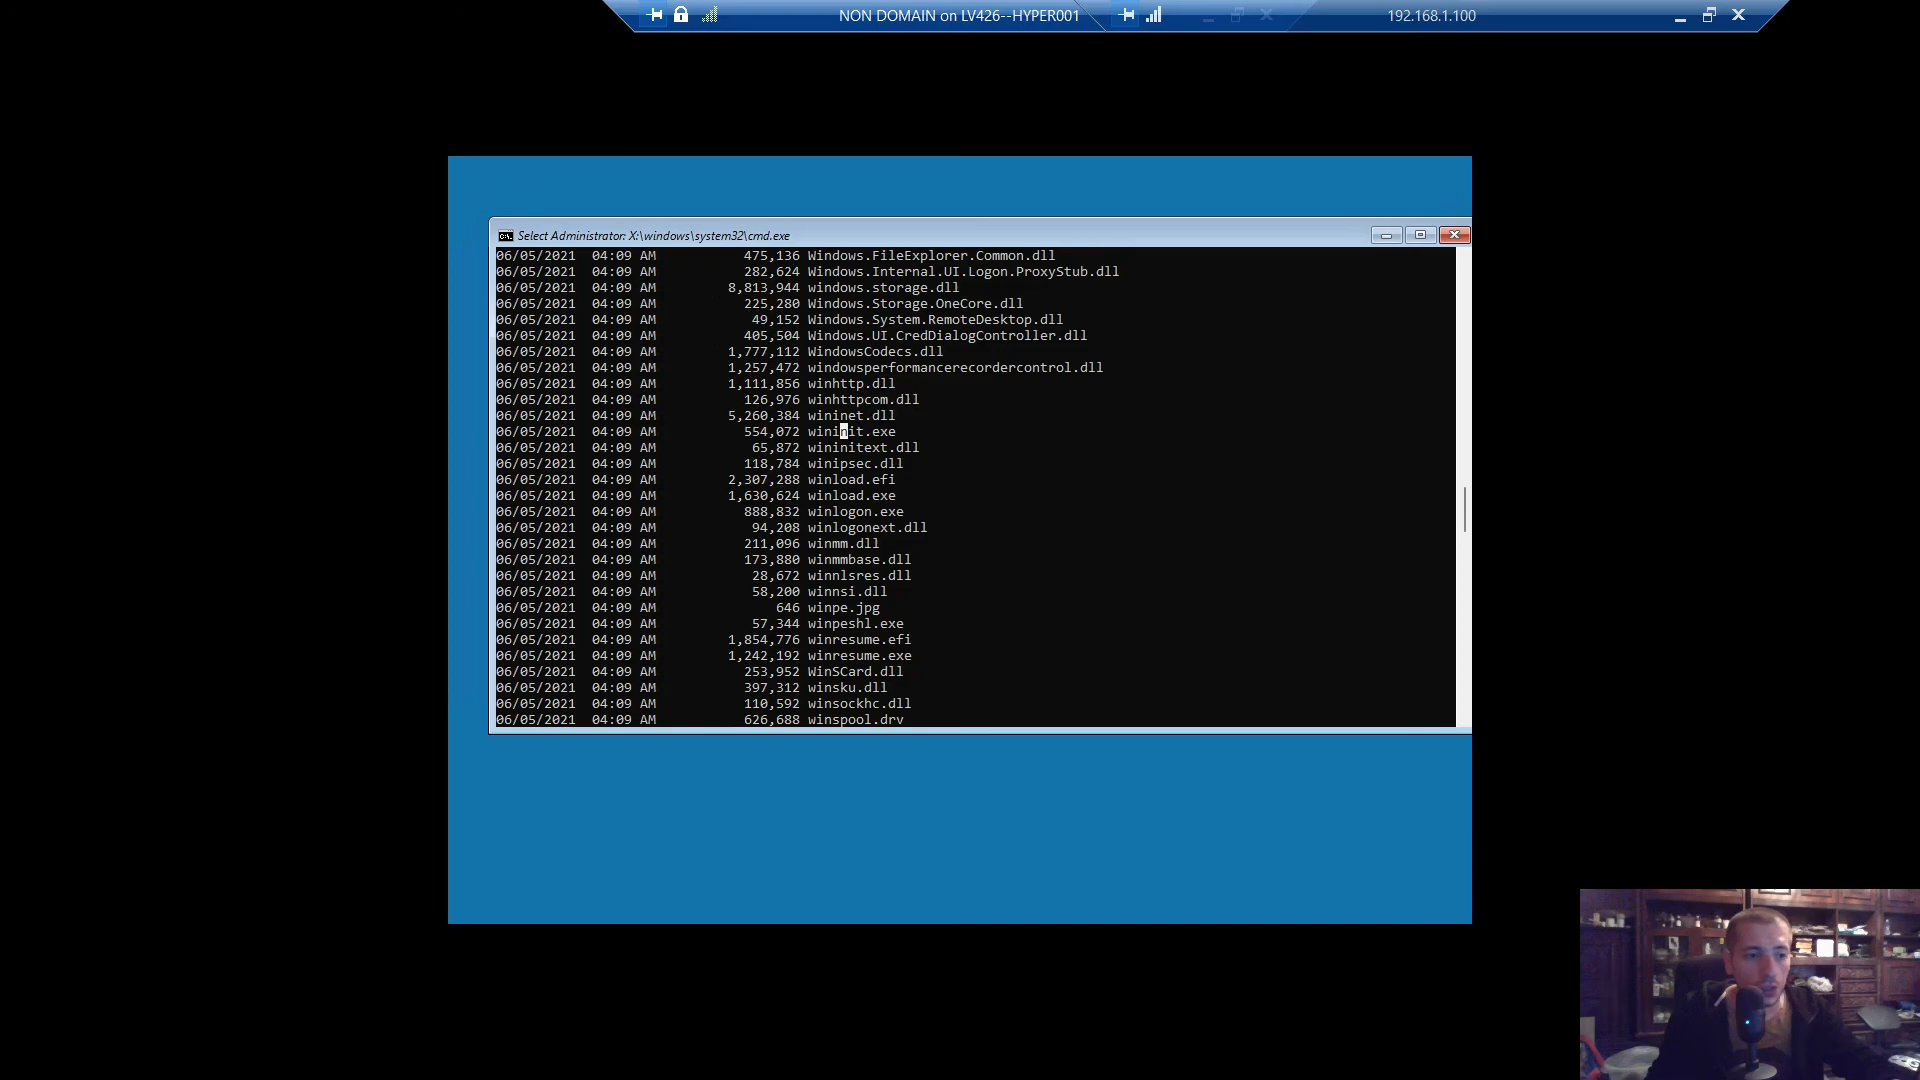 NON DOMAIN on LV426--HYPER001
192.168.1.100
Select Administrator: X:\windows\system32\cmd.exe
06/05/2021  04:09 AM           475,136 Windows.FileExplorer.Common.dll
06/05/2021  04:09 AM           282,624 Windows.Internal.UI.Logon.ProxyStub.dll
06/05/2021  04:09 AM         8,813,944 windows.storage.dll
06/05/2021  04:09 AM           225,280 Windows.Storage.OneCore.dll
06/05/2021  04:09 AM            49,152 Windows.System.RemoteDesktop.dll
06/05/2021  04:09 AM           405,504 Windows.UI.CredDialogController.dll
06/05/2021  04:09 AM         1,777,112 WindowsCodecs.dll
06/05/2021  04:09 AM         1,257,472 windowsperformancerecordercontrol.dll
06/05/2021  04:09 AM         1,111,856 winhttp.dll
06/05/2021  04:09 AM           126,976 winhttpcom.dll
06/05/2021  04:09 AM         5,260,384 wininet.dll
06/05/2021  04:09 AM           554,072 wininit.exe
06/05/2021  04:09 AM            65,872 wininitext.dll
06/05/2021  04:09 AM           118,784 winipsec.dll
06/05/2021  04:09 AM         2,307,288 winload.efi
06/05/2021  04:09 AM         1,630,624 winload.exe
06/05/2021  04:09 AM           888,832 winlogon.exe
06/05/2021  04:09 AM            94,208 winlogonext.dll
06/05/2021  04:09 AM           211,096 winmm.dll
06/05/2021  04:09 AM           173,880 winmmbase.dll
06/05/2021  04:09 AM            28,672 winnlsres.dll
06/05/2021  04:09 AM            58,200 winnsi.dll
06/05/2021  04:09 AM               646 winpe.jpg
06/05/2021  04:09 AM            57,344 winpeshl.exe
06/05/2021  04:09 AM         1,854,776 winresume.efi
06/05/2021  04:09 AM         1,242,192 winresume.exe
06/05/2021  04:09 AM           253,952 WinSCard.dll
06/05/2021  04:09 AM           397,312 winsku.dll
06/05/2021  04:09 AM           110,592 winsockhc.dll
06/05/2021  04:09 AM           626,688 winspool.drv